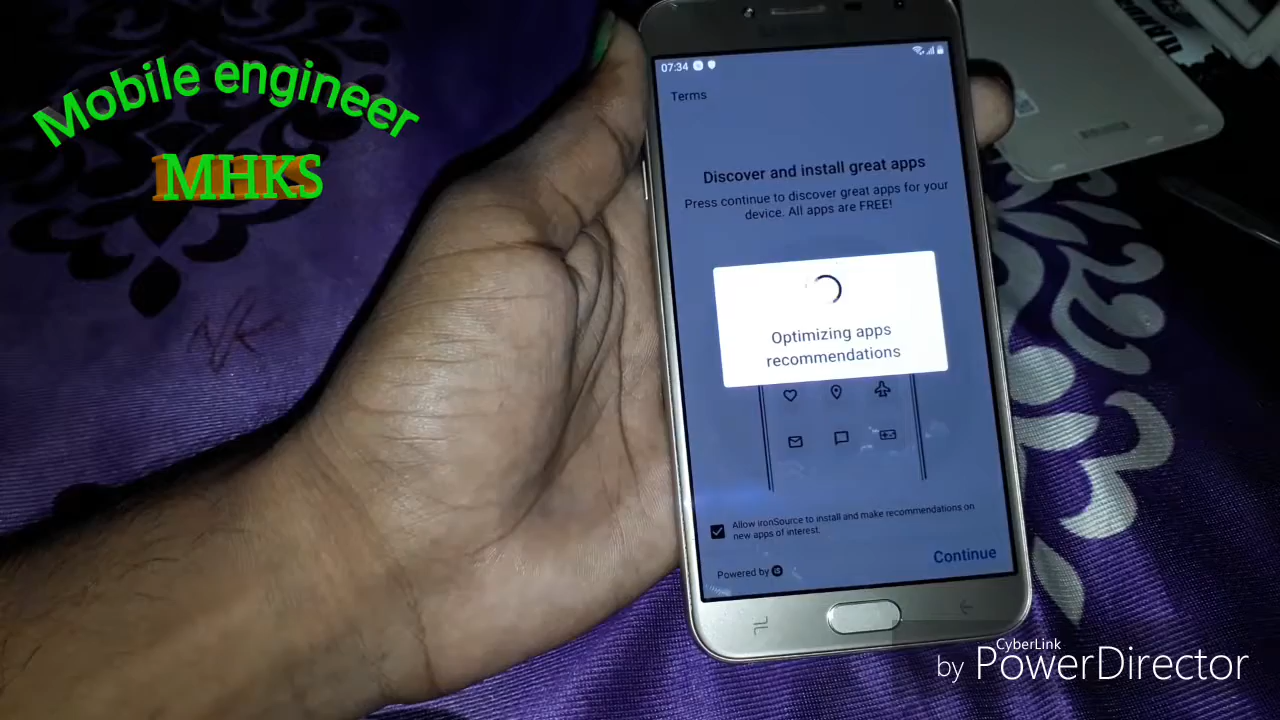 Mobile engineer
MHKS
07:34
Terms
Discover and install great apps
Press continue to discover great apps for your
device. All apps are FREE!
Optimizing apps
recommendations
Allow ironSource to install and make recommendations on
new apps of interest.
Continue
Powered by iS
NK
CyberLink
by PowerDirector